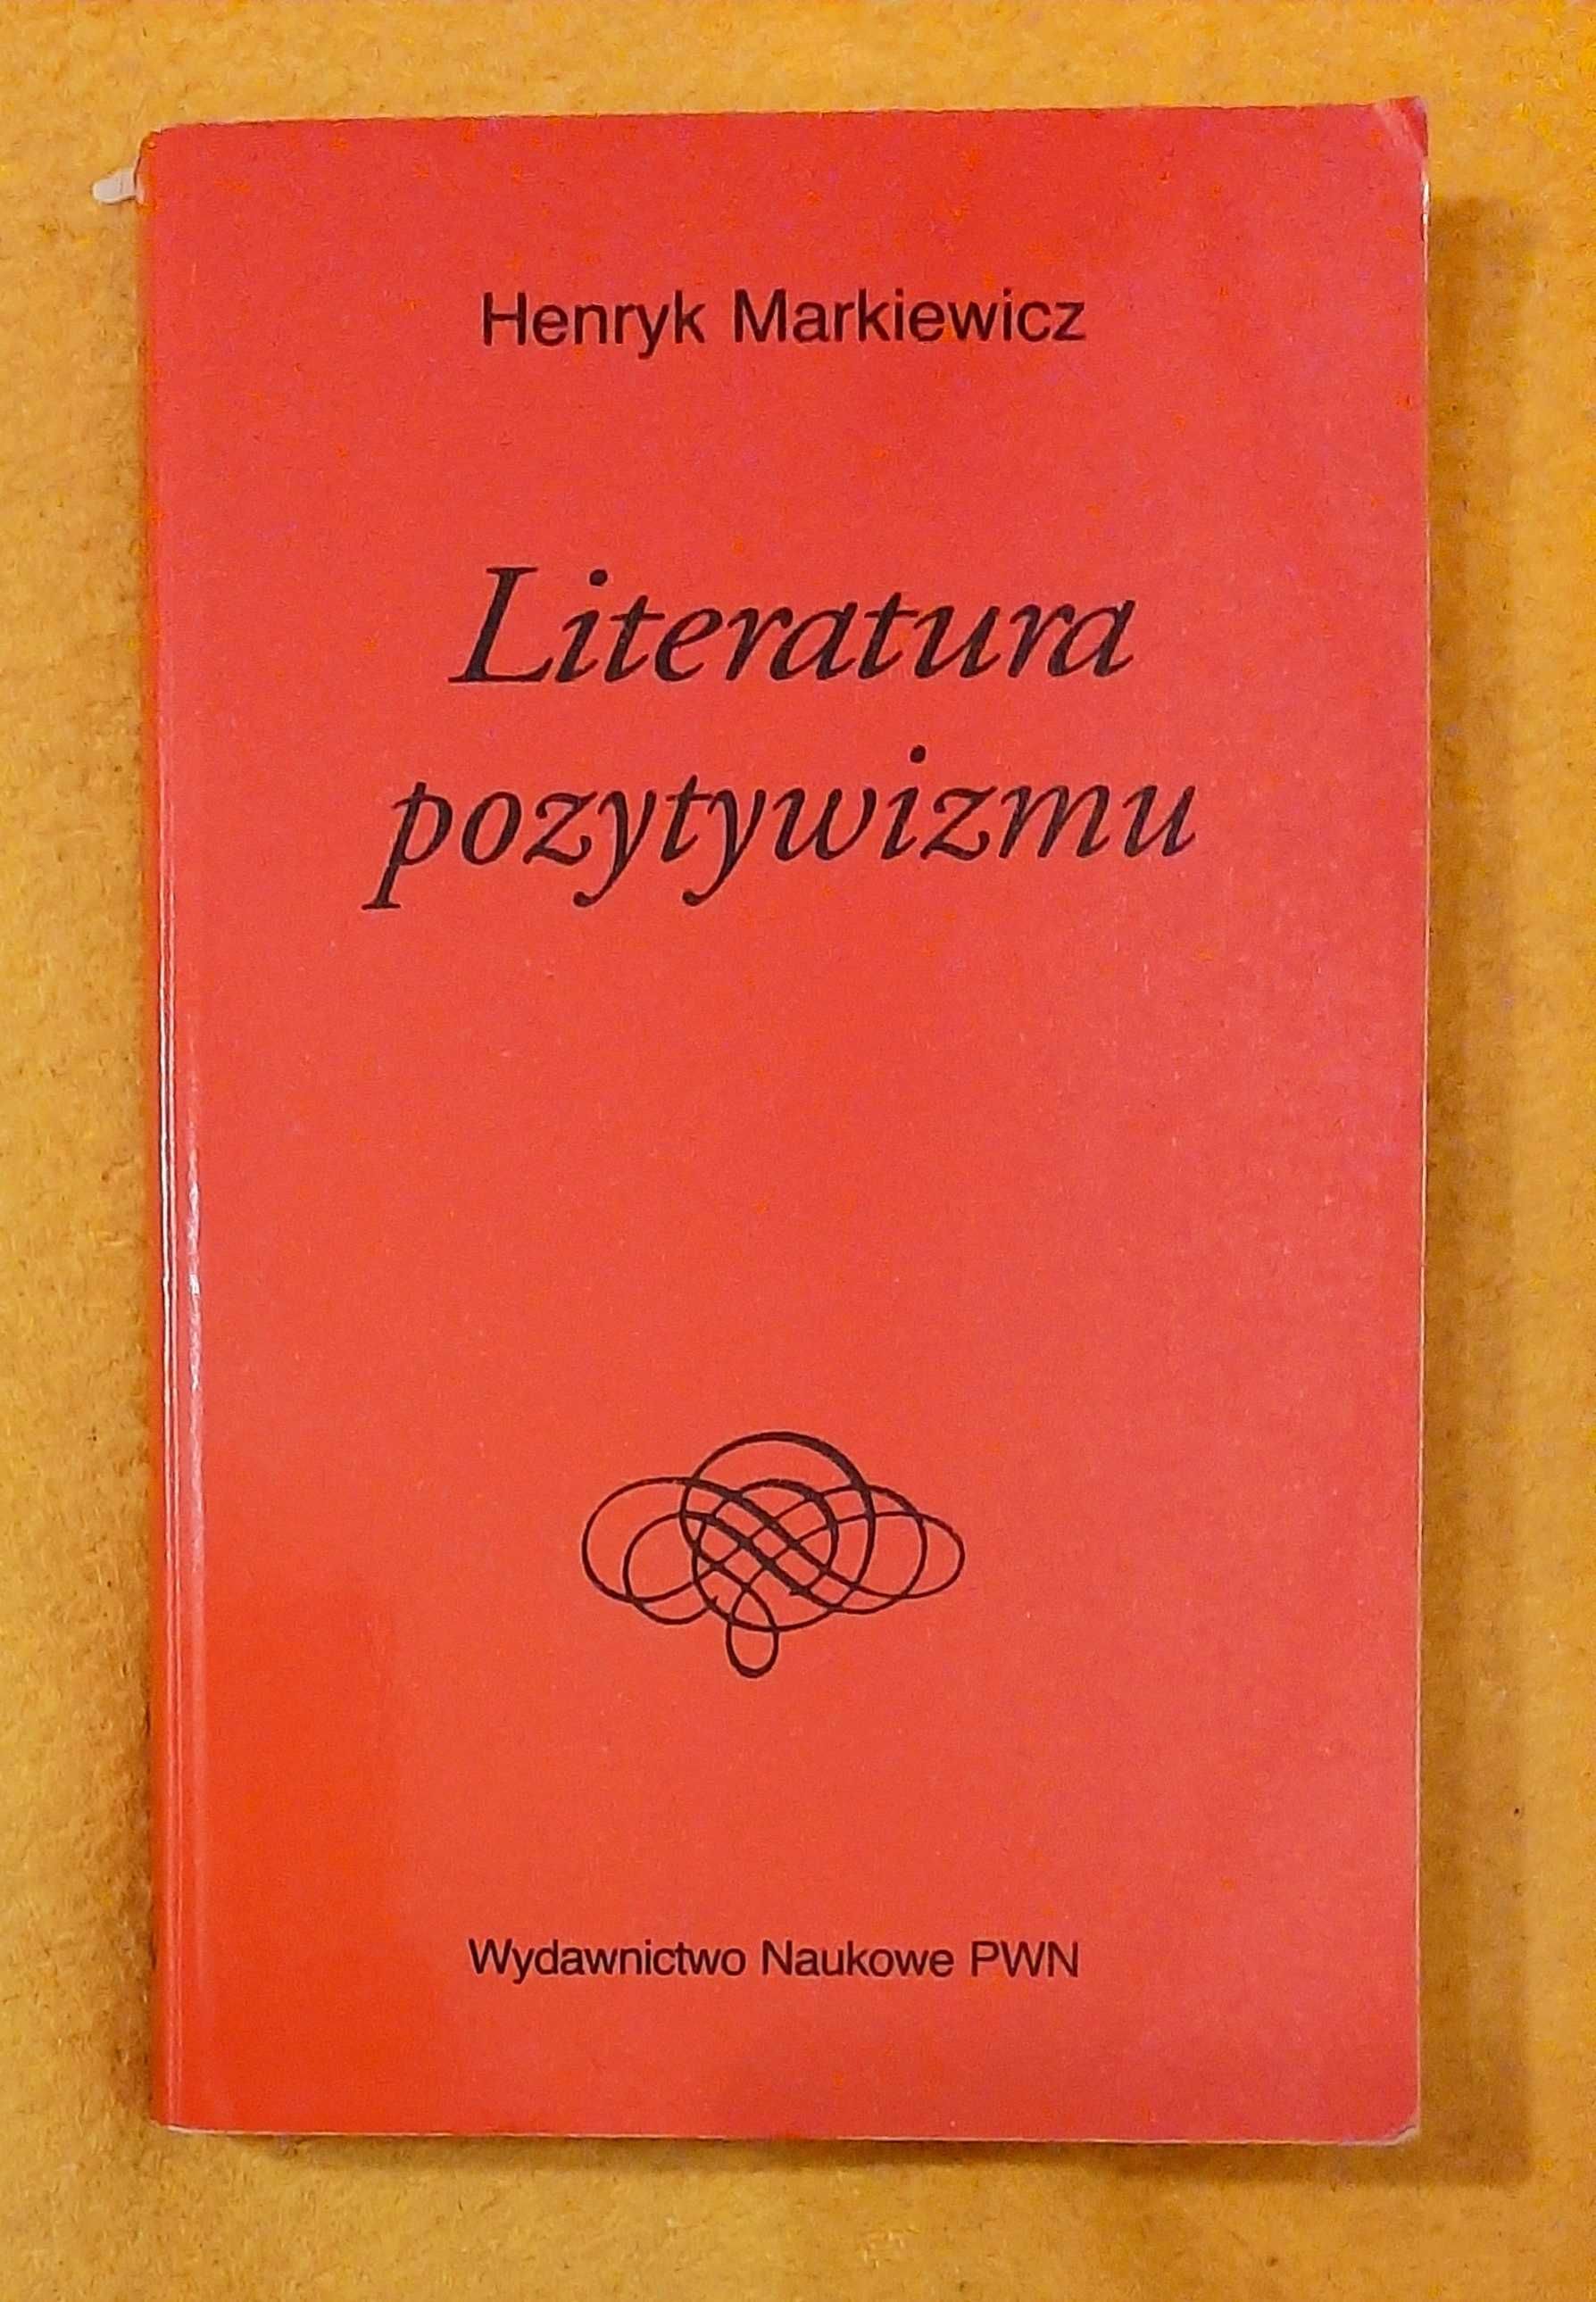 Henryk Markiewicz
Literatura
pozytywizmu
Wydawnictwo Naukowe PWN